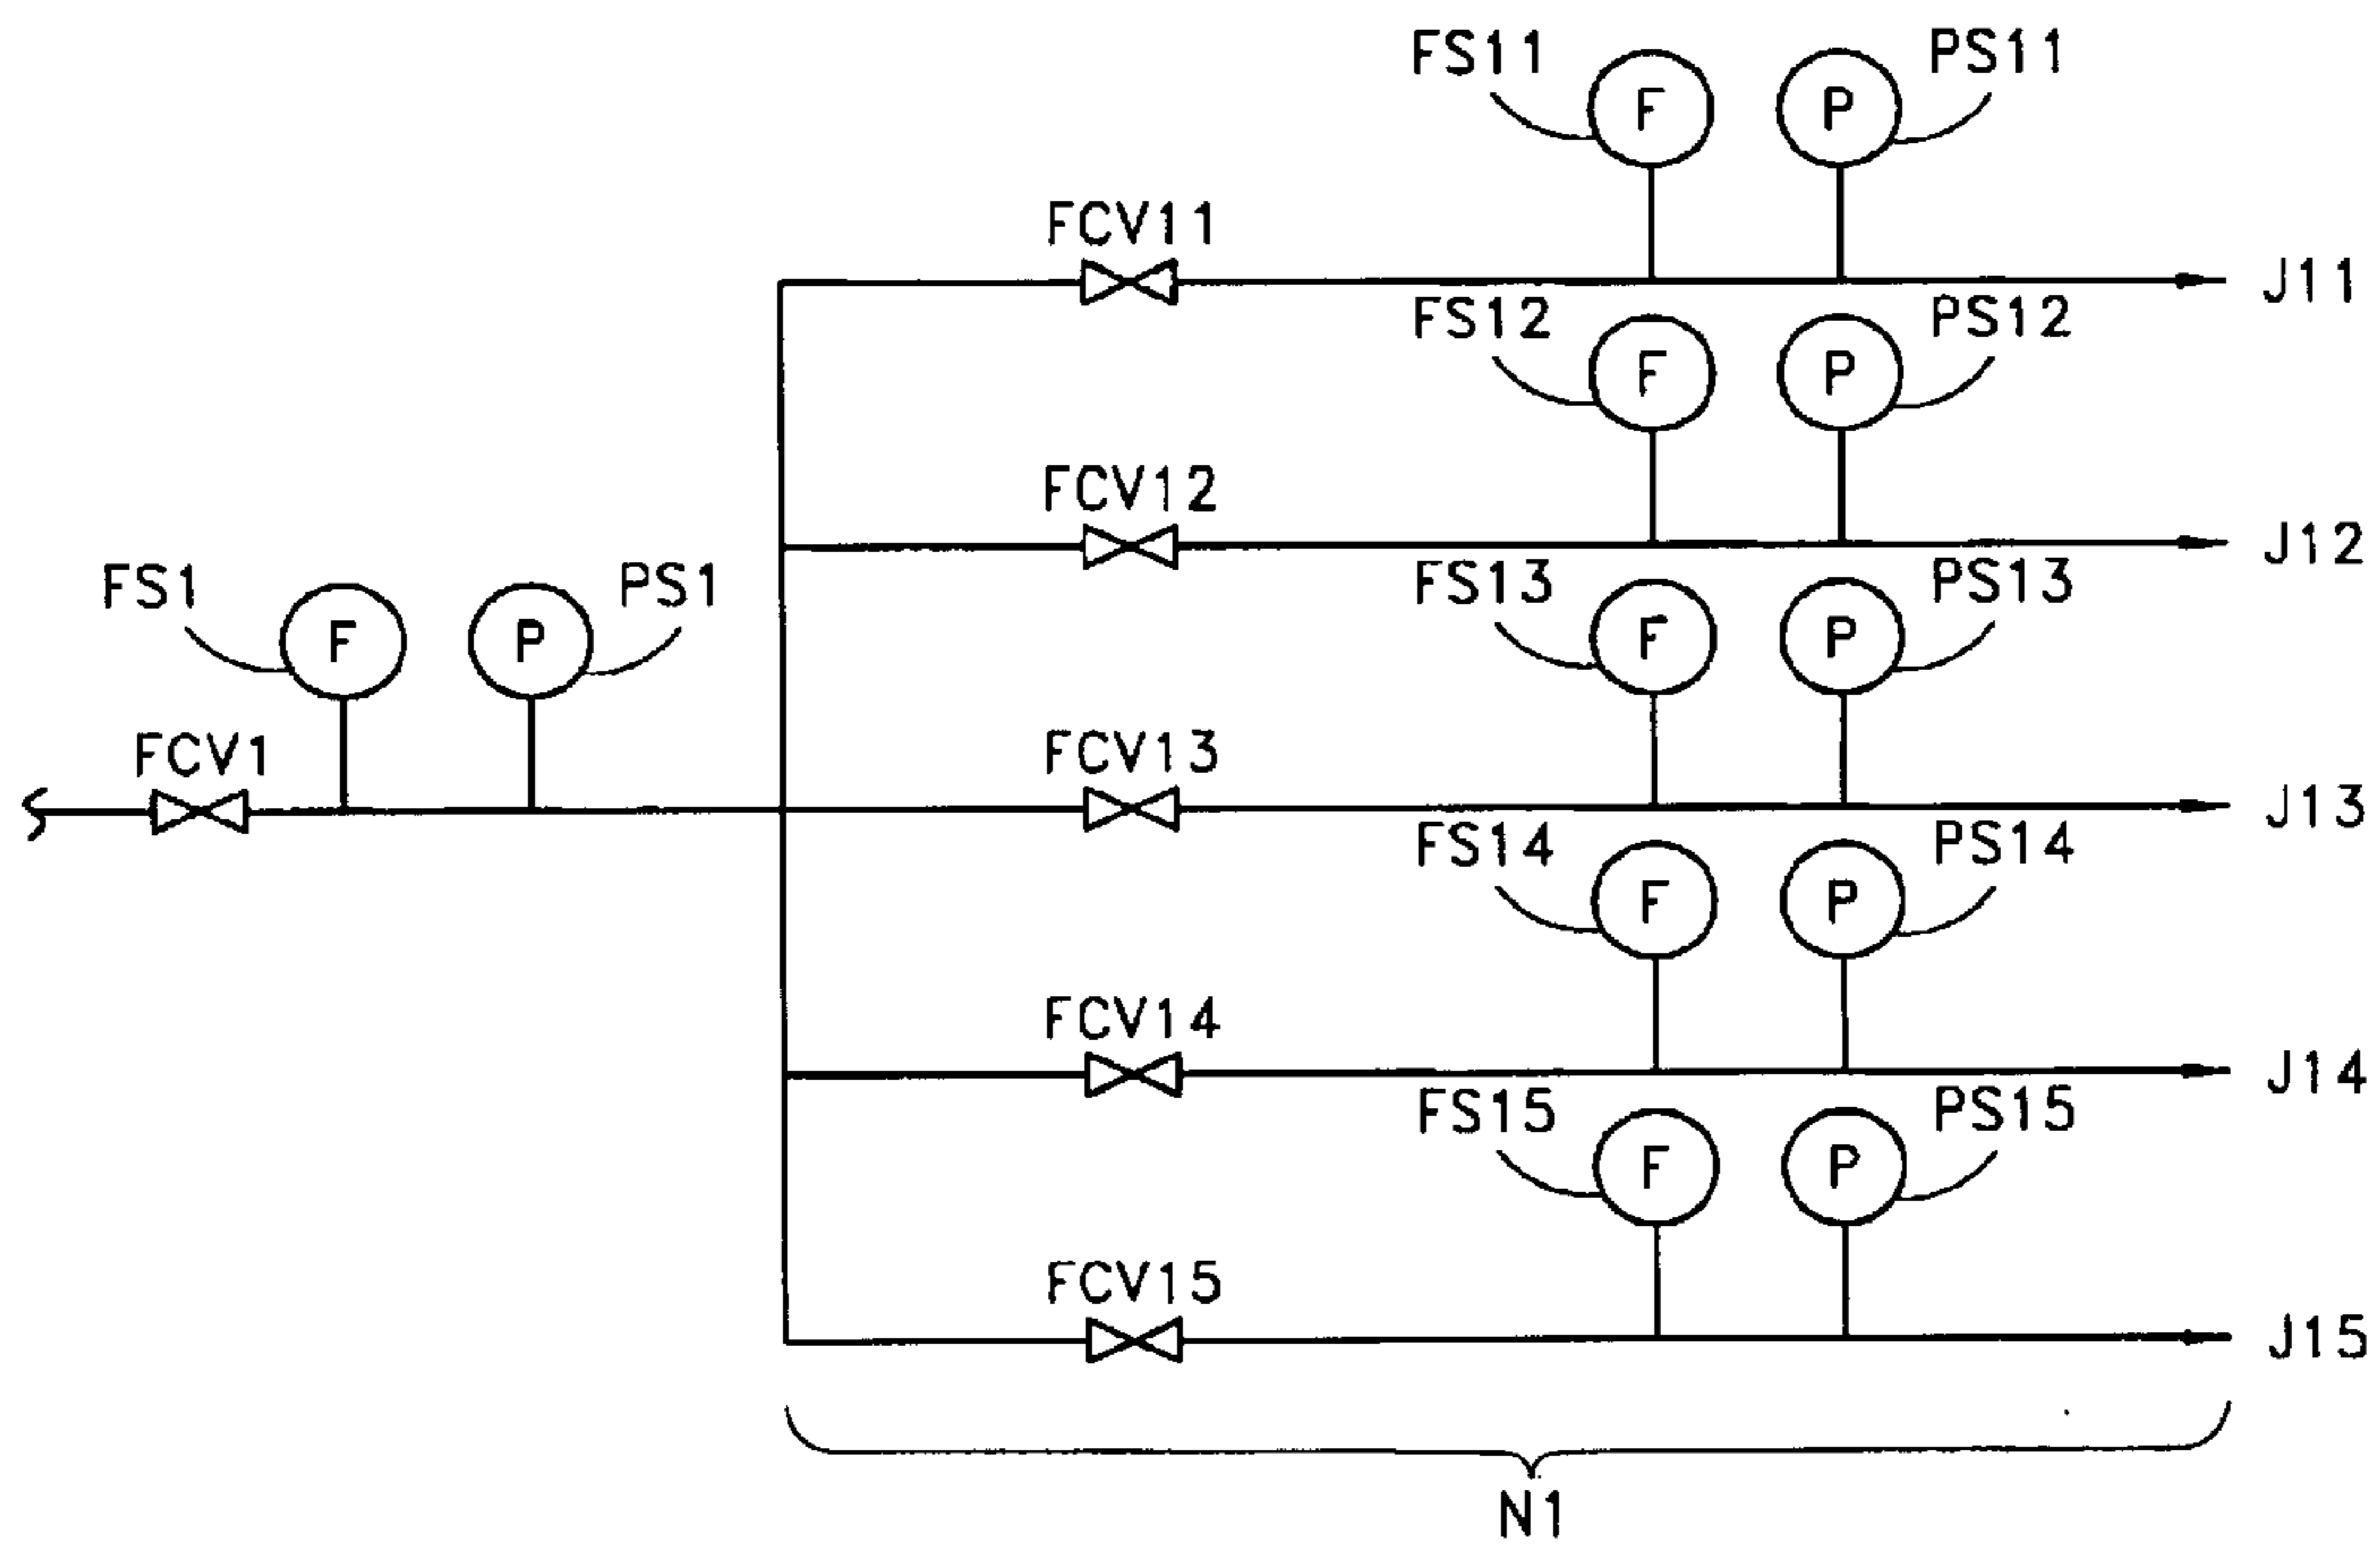 FS11 F P PS11
FCV11
J11
FS12 F P PS12
FCV12
J12
FS1 F P PS1
FS13 F P PS13
FCV1
FCV13
J13
FS14 F P PS14
FCV14
J14
FS15 F P PS15
FCV15
J15
N1